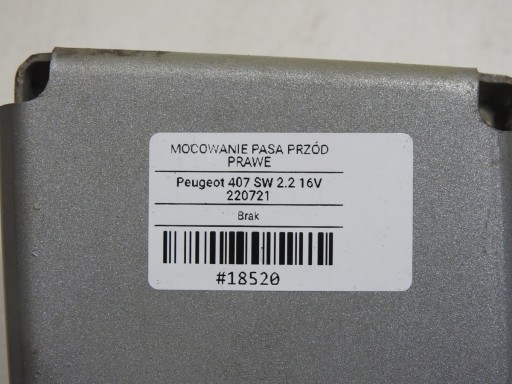 MOCOWANIE PASA PRZÓD
PRAWE
Peugeot 407 SW 2.2 16V
220721
Brak
#18520